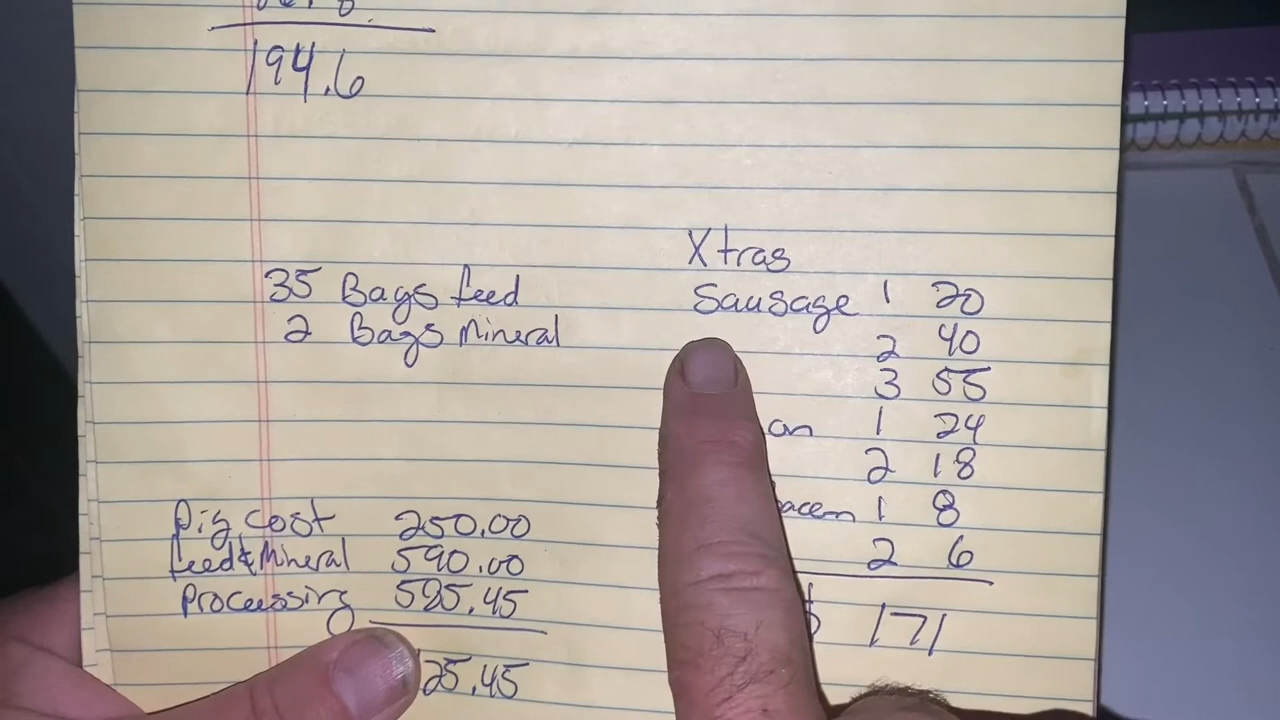 194.6
Xtras
35 Bags feed
2 Bags Mineral
Sausage 1 20
2 40
3 55
1 24
2 18
1 8
2 6
171
Pig cost 250.00
feed & Mineral 590.00
Processing 585.45
25.45